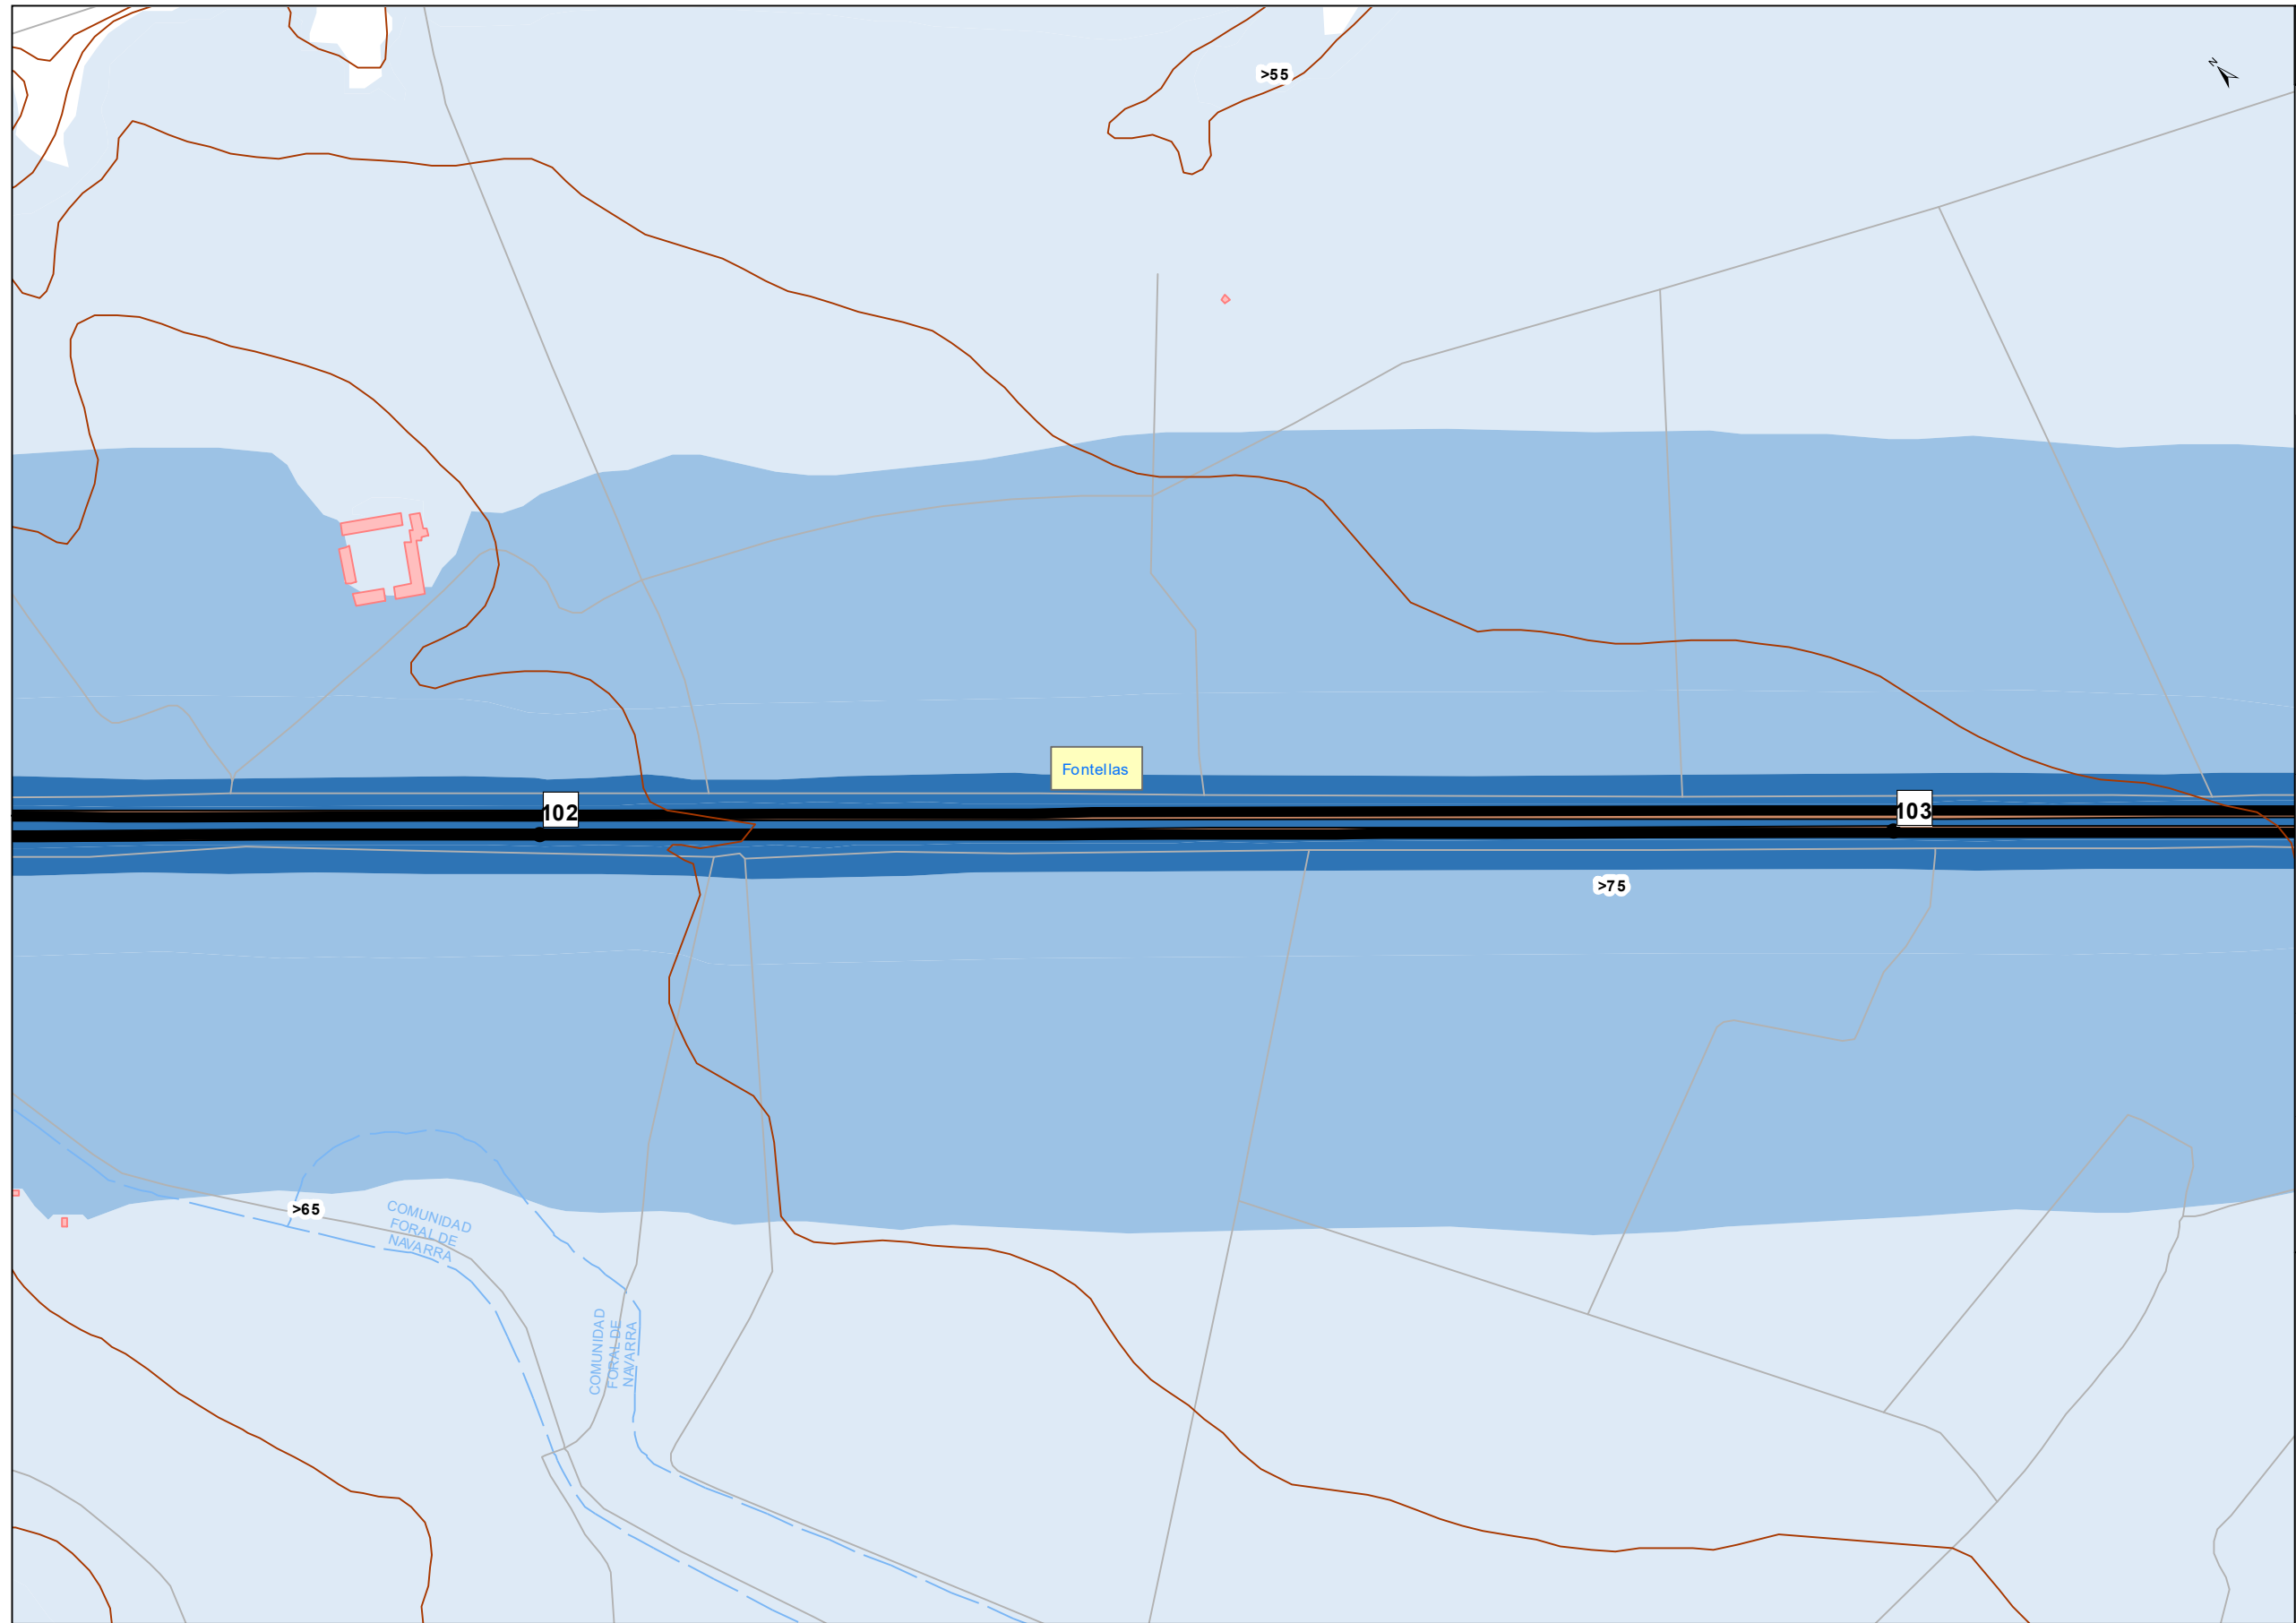 >55
N
Fontellas
102
103
>75
>65
COMUNIDAD
FORAL DE
NAVARRA
COMUNIDAD
FORAL DE
NAVARRA